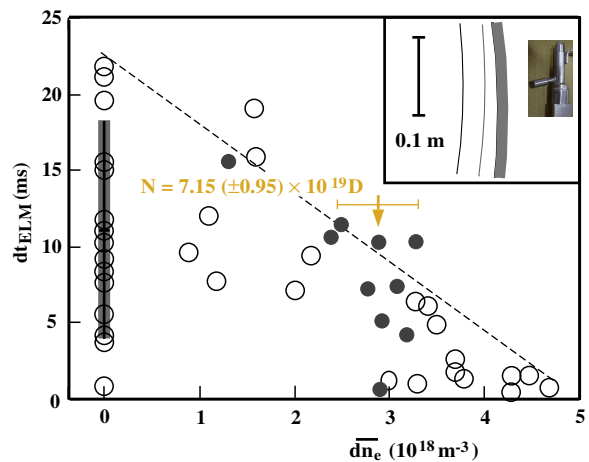 25
20
15
10
5
0
dt_ELM (ms)
0.1 m
N = 7.15 (±0.95) × 10^19D
0 1 2 3 4 5
dn̅_e̅ (10^18 m^-3)